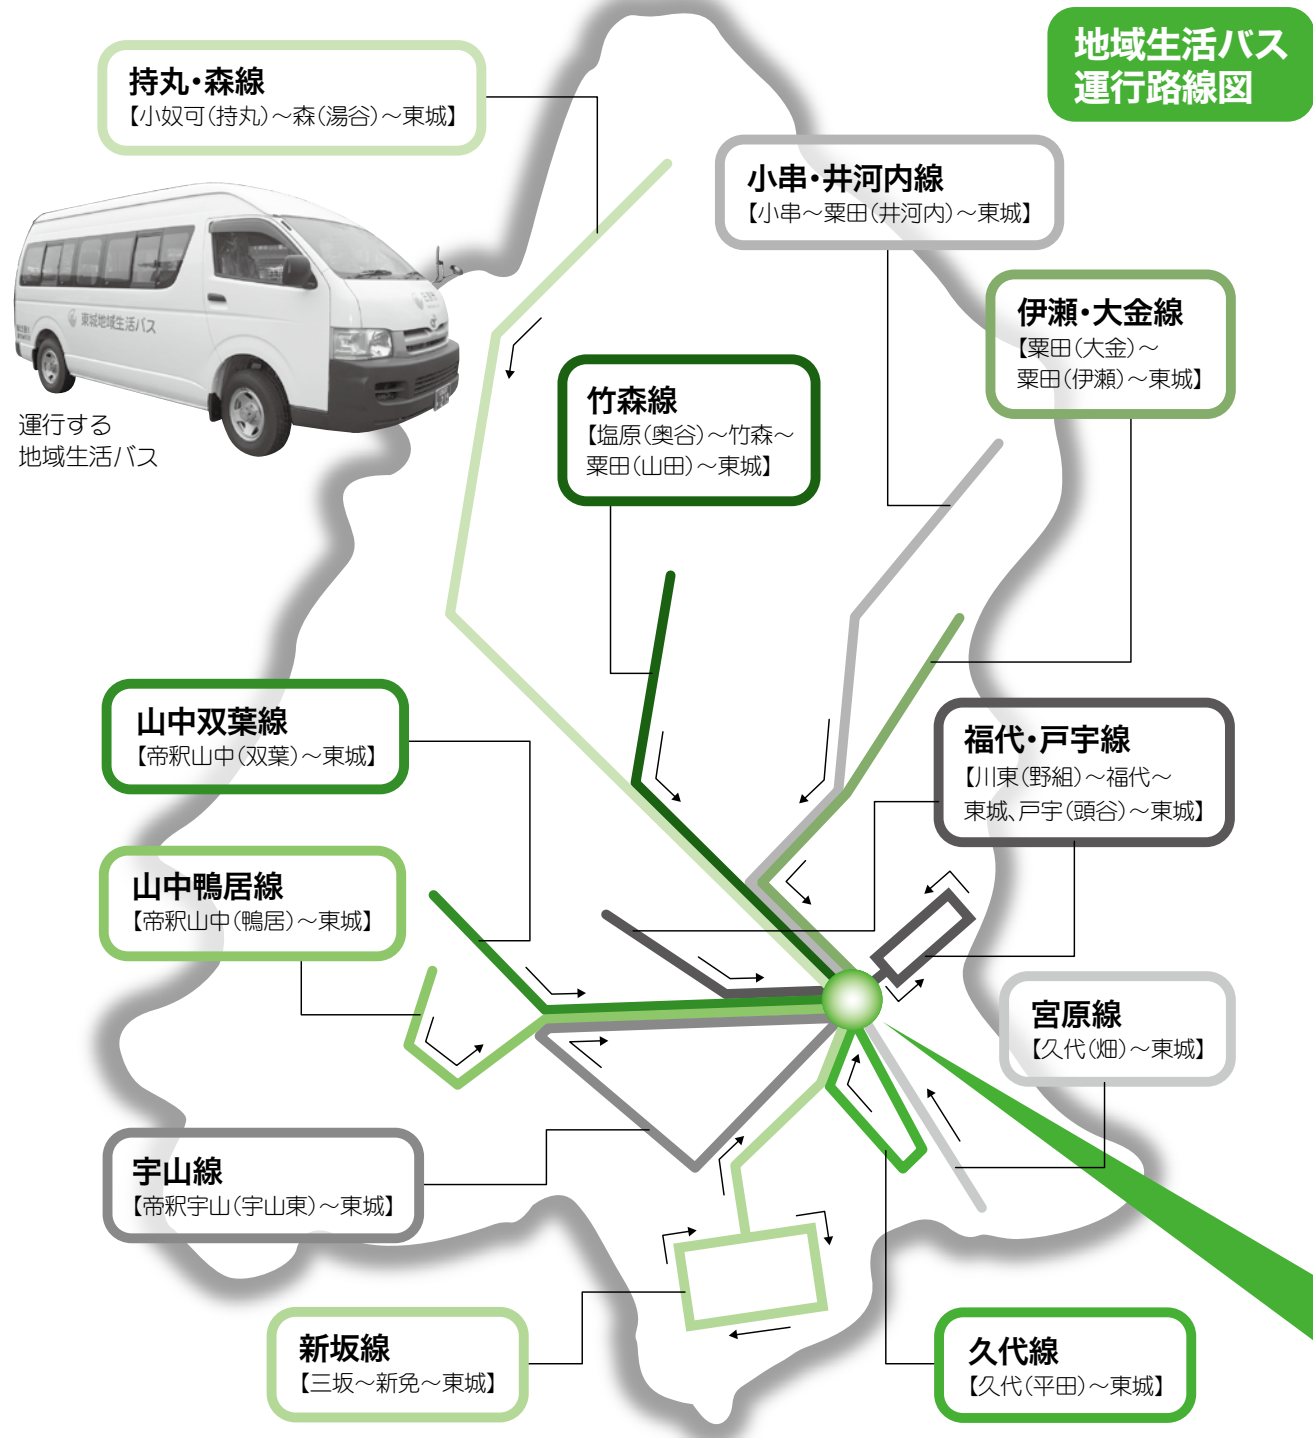 地域生活バス
運行路線図
持丸・森線
【小奴可(持丸)～森(湯谷)～東城】
小串・井河内線
【小串～粟田(井河内)～東城】
伊瀬・大金線
【粟田(大金)～
粟田(伊瀬)～東城】
東城地域生活バス
運行する
地域生活バス
竹森線
【塩原(奥谷)～竹森～
粟田(山田)～東城】
山中双葉線
【帝釈山中(双葉)～東城】
福代・戸宇線
【川東(野組)～福代～
東城、戸宇(頭谷)～東城】
山中鴨居線
【帝釈山中(鴨居)～東城】
宮原線
【久代(畑)～東城】
宇山線
【帝釈宇山(宇山東)～東城】
新坂線
【三坂～新免～東城】
久代線
【久代(平田)～東城】